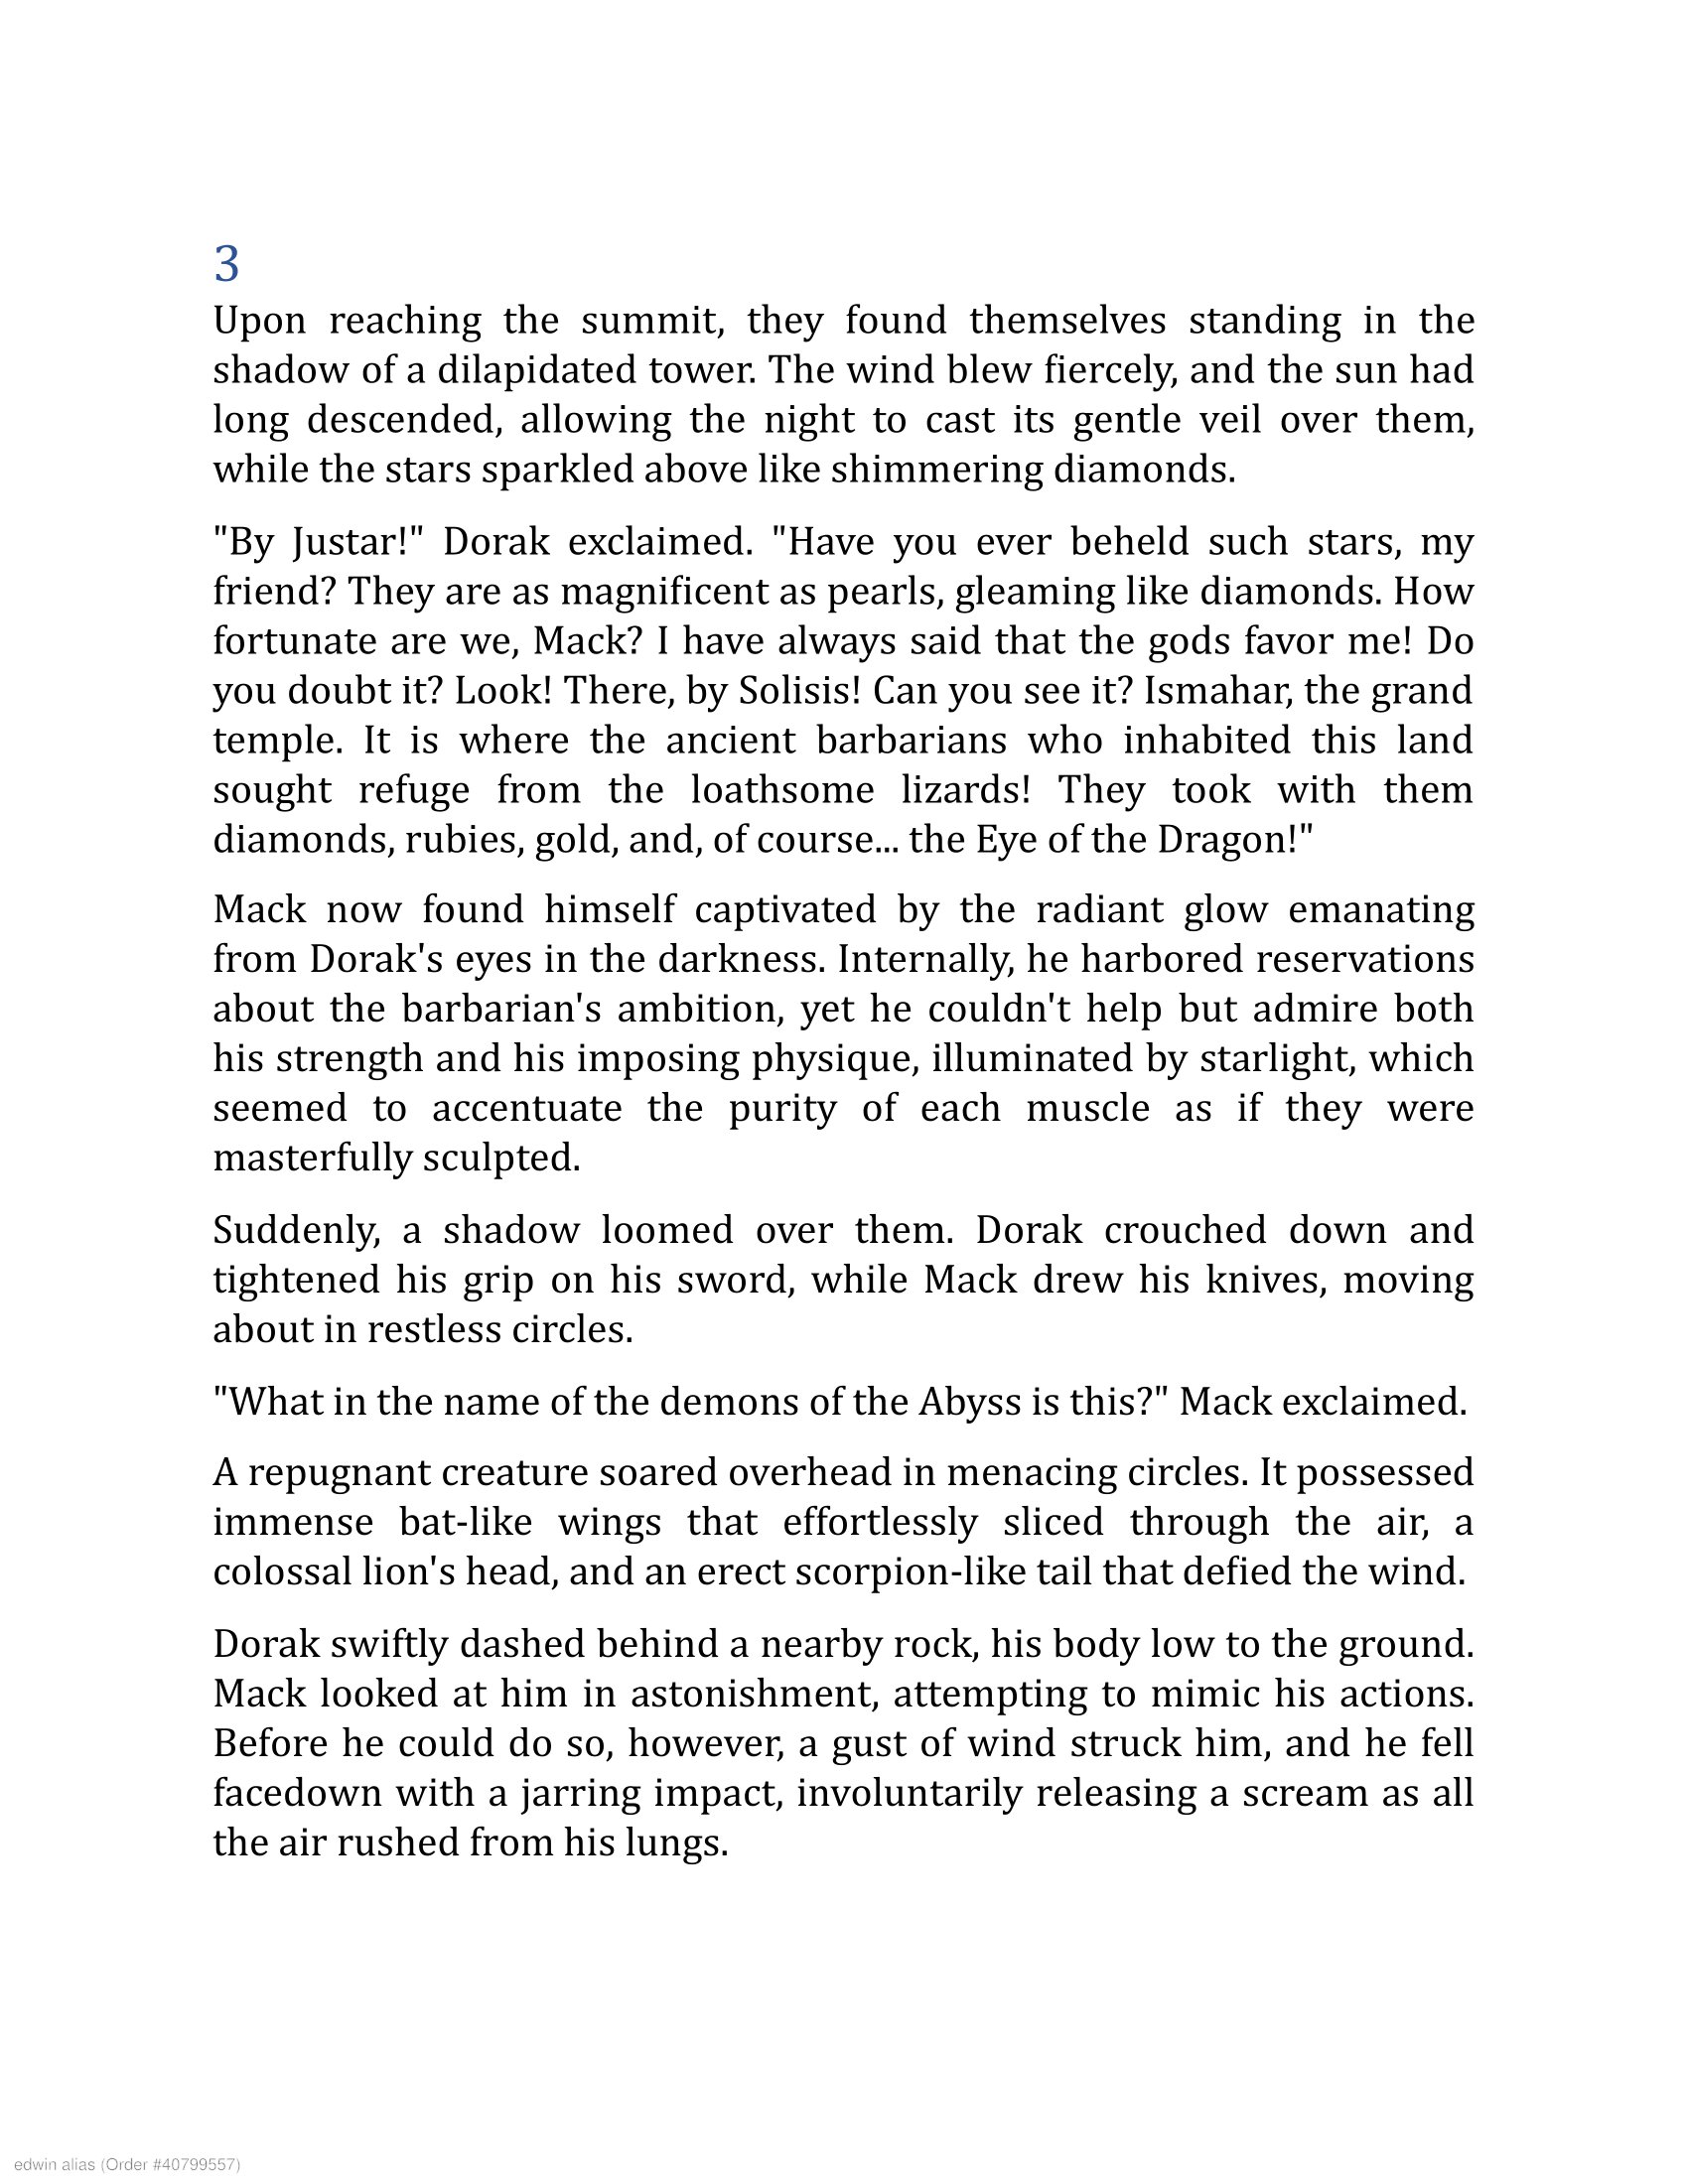 3
Upon reaching the summit, they found themselves standing in the
shadow of a dilapidated tower. The wind blew fiercely, and the sun had
long descended, allowing the night to cast its gentle veil over them,
while the stars sparkled above like shimmering diamonds.
"By Justar!" Dorak exclaimed. "Have you ever beheld such stars, my
friend? They are as magnificent as pearls, gleaming like diamonds. How
fortunate are we, Mack? I have always said that the gods favor me! Do
you doubt it? Look! There, by Solisis! Can you see it? Ismahar, the grand
temple. It is where the ancient barbarians who inhabited this land
sought refuge from the loathsome lizards! They took with them
diamonds, rubies, gold, and, of course... the Eye of the Dragon!"
Mack now found himself captivated by the radiant glow emanating
from Dorak's eyes in the darkness. Internally, he harbored reservations
about the barbarian's ambition, yet he couldn't help but admire both
his strength and his imposing physique, illuminated by starlight, which
seemed to accentuate the purity of each muscle as if they were
masterfully sculpted.
Suddenly, a shadow loomed over them. Dorak crouched down and
tightened his grip on his sword, while Mack drew his knives, moving
about in restless circles.
"What in the name of the demons of the Abyss is this?" Mack exclaimed.
A repugnant creature soared overhead in menacing circles. It possessed
immense bat-like wings that effortlessly sliced through the air, a
colossal lion's head, and an erect scorpion-like tail that defied the wind.
Dorak swiftly dashed behind a nearby rock, his body low to the ground.
Mack looked at him in astonishment, attempting to mimic his actions.
Before he could do so, however, a gust of wind struck him, and he fell
facedown with a jarring impact, involuntarily releasing a scream as all
the air rushed from his lungs.
edwin alias (Order #40799557)